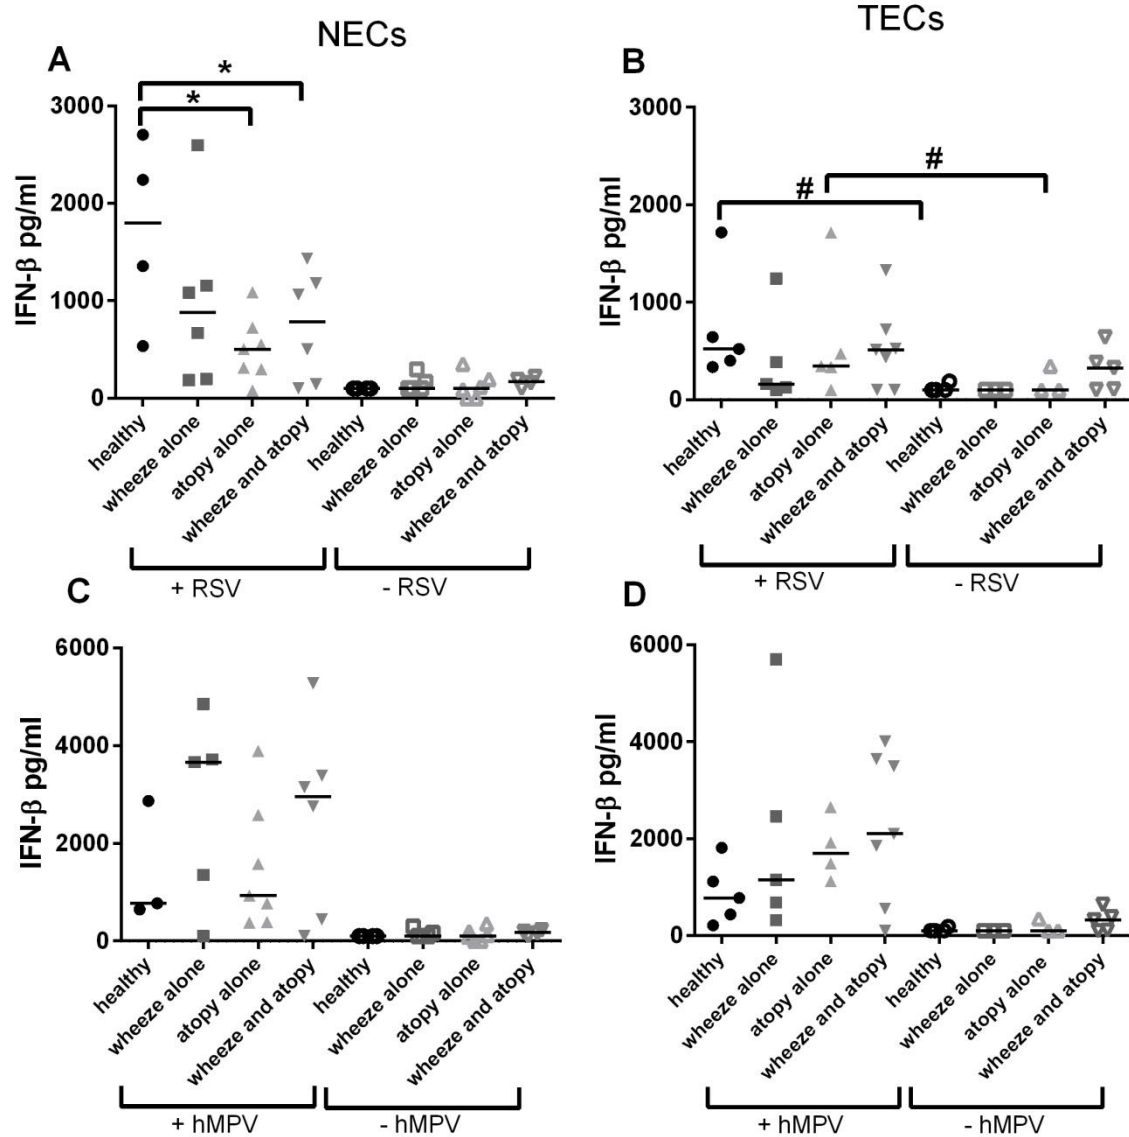 NECs
TECs
A
*
*
IFN-β pg/ml
3000
2000
1000
0
healthy
wheeze alone
atopy alone
wheeze and atopy
healthy
wheeze alone
atopy alone
wheeze and atopy
+ RSV
- RSV
B
#
#
IFN-β pg/ml
3000
2000
1000
0
healthy
wheeze alone
atopy alone
wheeze and atopy
healthy
wheeze alone
atopy alone
wheeze and atopy
+ RSV
- RSV
C
IFN-β pg/ml
6000
4000
2000
0
healthy
wheeze alone
atopy alone
wheeze and atopy
healthy
wheeze alone
atopy alone
wheeze and atopy
+ hMPV
- hMPV
D
IFN-β pg/ml
6000
4000
2000
0
healthy
wheeze alone
atopy alone
wheeze and atopy
healthy
wheeze alone
atopy alone
wheeze and atopy
+ hMPV
- hMPV